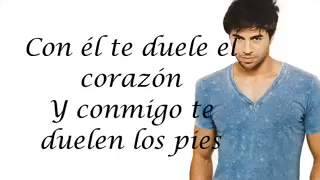 Con él te duele el
corazón
Y conmigo te
duelen los pies